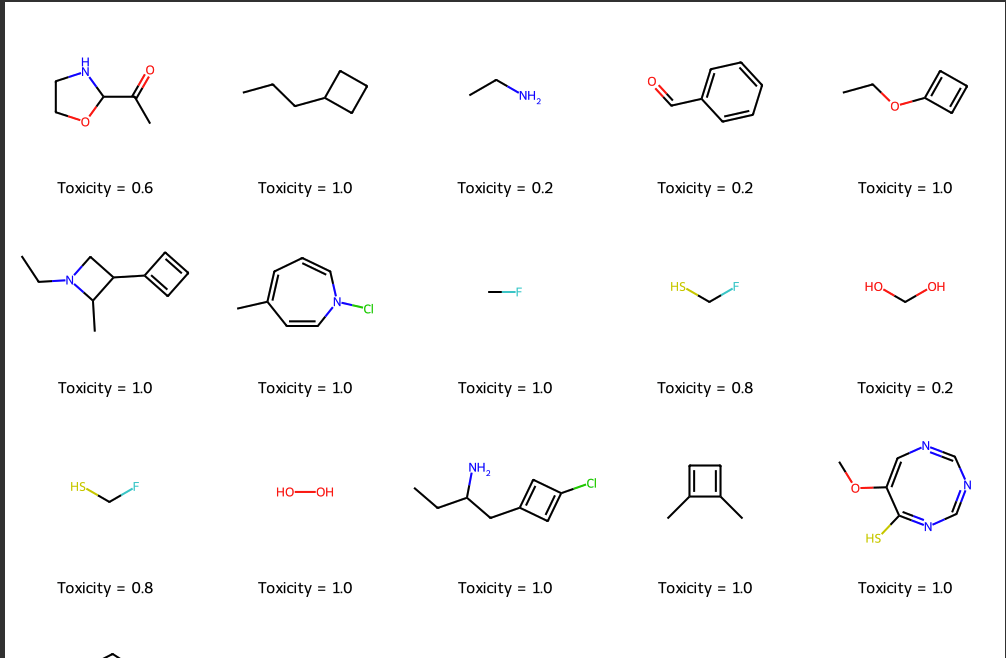 H
N
O
O
Toxicity = 0.6
Toxicity = 1.0
NH2
Toxicity = 0.2
O
Toxicity = 0.2
O
Toxicity = 1.0
N
Toxicity = 1.0
N
Cl
Toxicity = 1.0
F
Toxicity = 1.0
HS
F
Toxicity = 0.8
HO
OH
Toxicity = 0.2
HS
F
Toxicity = 0.8
HO
OH
Toxicity = 1.0
NH2
Cl
Toxicity = 1.0
Toxicity = 1.0
N
N
O
N
HS
Toxicity = 1.0